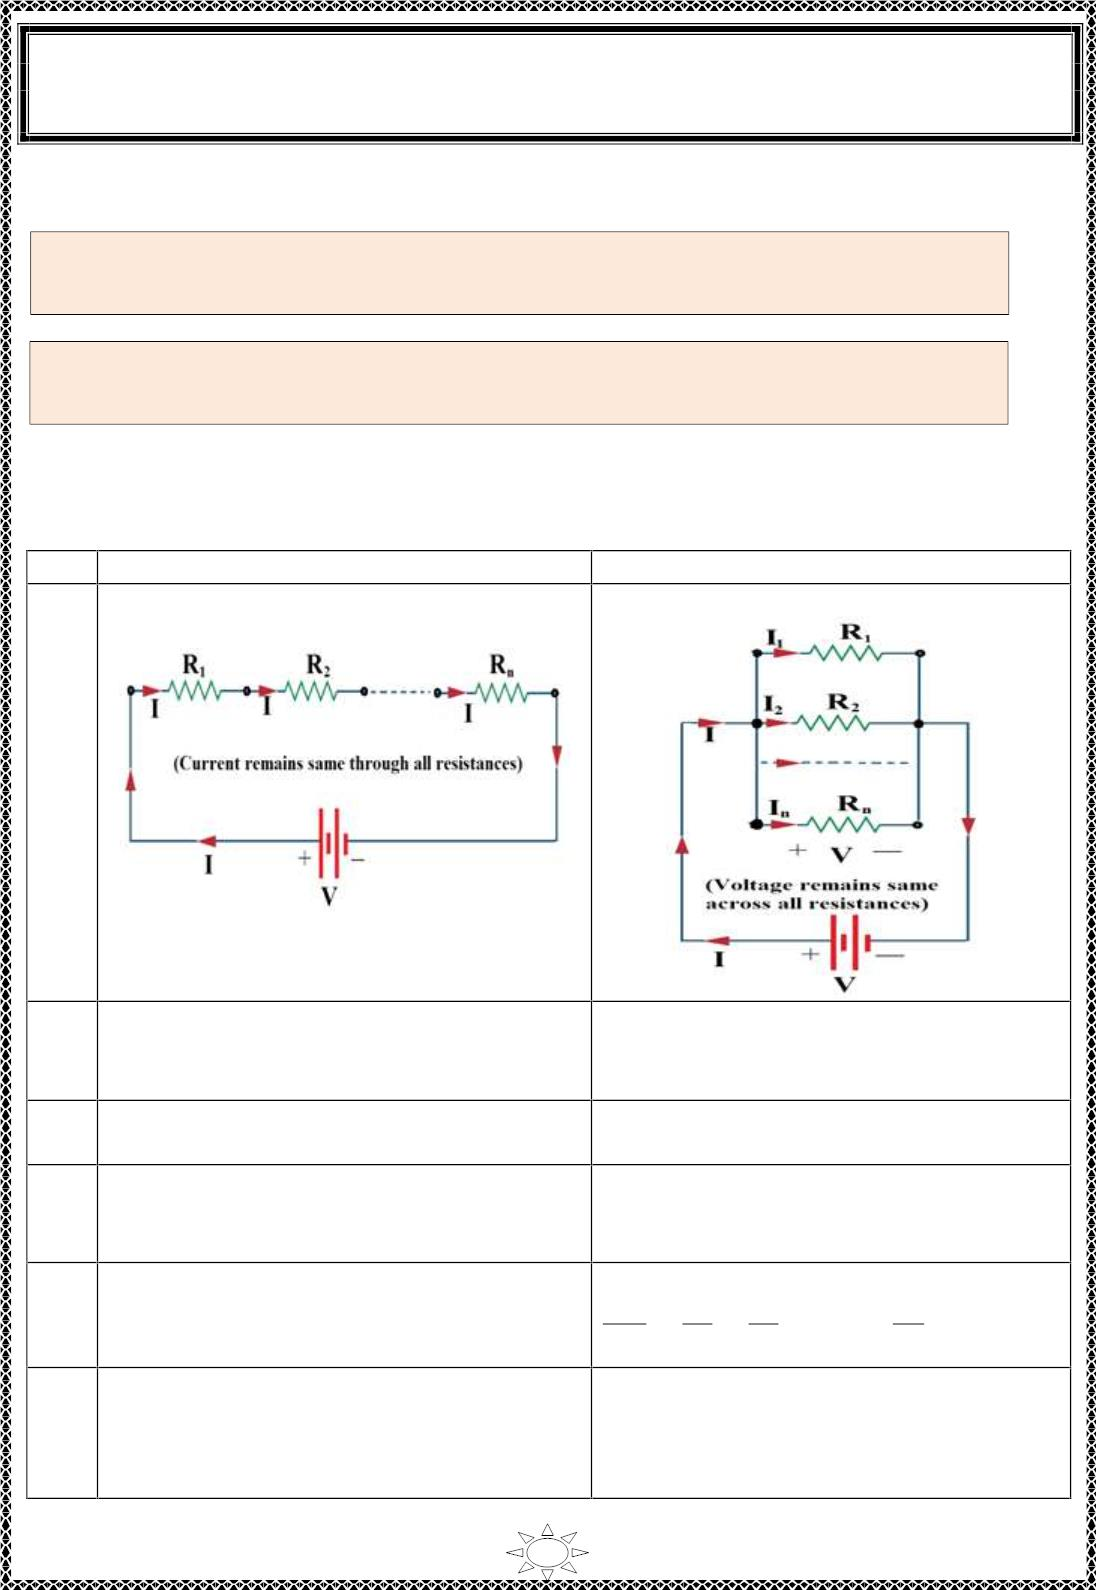 R₁ R₂ Rₙ
I I I
(Current remains same through all resistances)
I + –
V
I₁ R₁
I₂ R₂
I
Iₙ Rₙ
+ V —
(Voltage remains same
across all resistances)
I + —
V